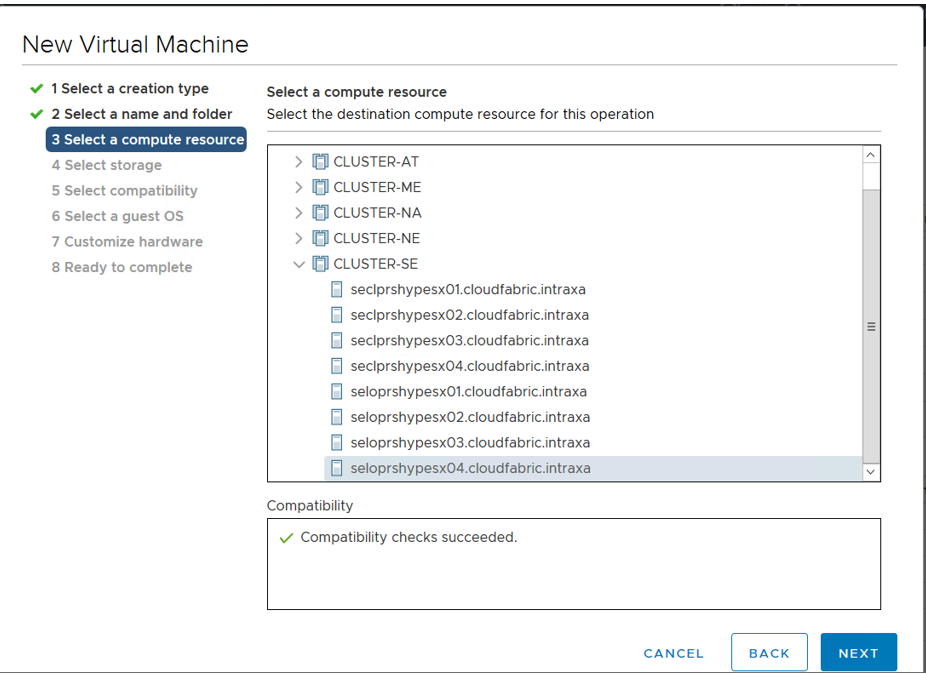 New Virtual Machine
1 Select a creation type
2 Select a name and folder
3 Select a compute resource
4 Select storage
5 Select compatibility
6 Select a guest OS
7 Customize hardware
8 Ready to complete
Select a compute resource
Select the destination compute resource for this operation
CLUSTER-AT
CLUSTER-ME
CLUSTER-NA
CLUSTER-NE
CLUSTER-SE
seclprshypesx01.cloudfabric.intraxa
seclprshypesx02.cloudfabric.intraxa
seclprshypesx03.cloudfabric.intraxa
seclprshypesx04.cloudfabric.intraxa
seloprshypesx01.cloudfabric.intraxa
seloprshypesx02.cloudfabric.intraxa
seloprshypesx03.cloudfabric.intraxa
seloprshypesx04.cloudfabric.intraxa
Compatibility
Compatibility checks succeeded.
CANCEL BACK NEXT